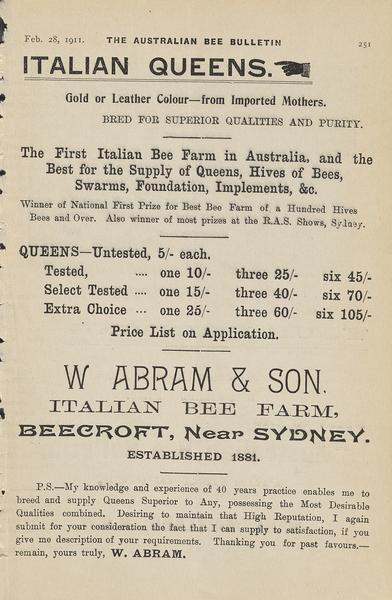 Feb. 28, 1911. THE AUSTRALIAN BEE BULLETIN 251
ITALIAN QUEENS.
Gold or Leather Colour—from Imported Mothers.
BRED FOR SUPERIOR QUALITIES AND PURITY.
The First Italian Bee Farm in Australia, and the
Best for the Supply of Queens, Hives of Bees,
Swarms, Foundation, Implements, &c.
Winner of National First Prize for Best Bee Farm of a Hundred Hives
Bees and Over. Also winner of most prizes at the R.A.S. Shows, Sydney.
QUEENS—Untested, 5/- each.
Tested, .... one 10/- three 25/- six 45/-
Select Tested .... one 15/- three 40/- six 70/-
Extra Choice ... one 25/- three 60/- six 105/-
Price List on Application.
W ABRAM & SON.
ITALIAN BEE FARM,
BEECROFT, Near SYDNEY.
ESTABLISHED 1881.
P.S.—My knowledge and experience of 40 years practice enables me to
breed and supply Queens Superior to Any, possessing the Most Desirable
Qualities combined. Desiring to maintain that High Reputation, I again
submit for your consideration the fact that I can supply to satisfaction, if you
give me description of your requirements. Thanking you for past favours.—
remain, yours truly, W. ABRAM.